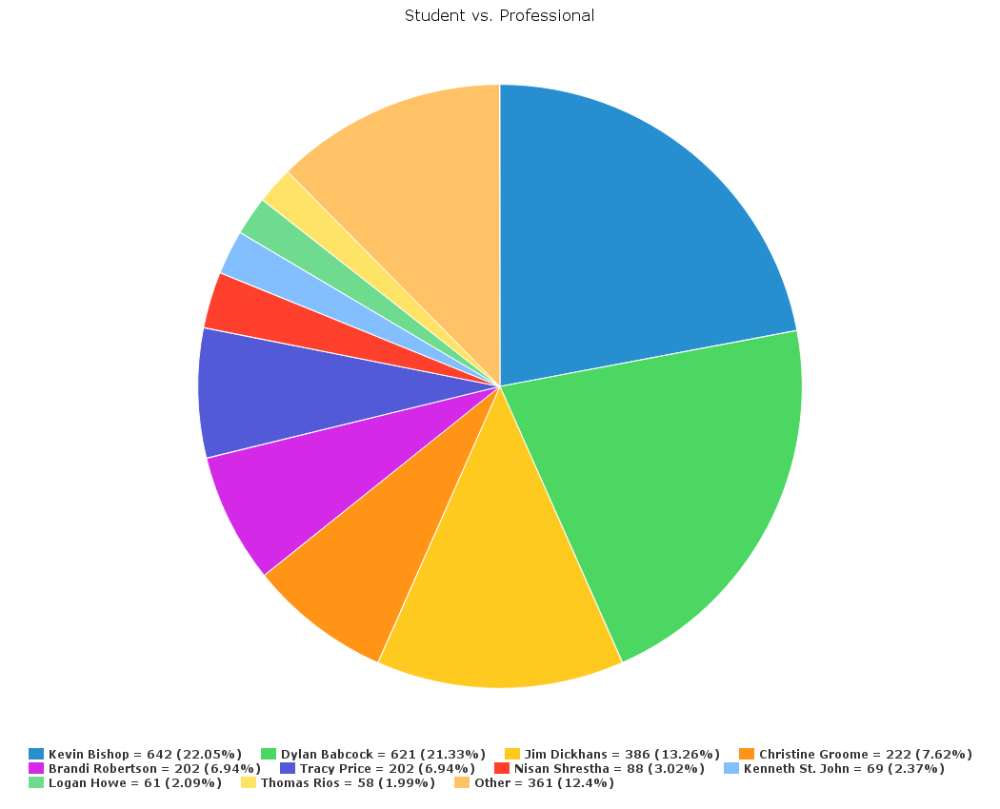 Student vs. Professional
Kevin Bishop = 642 (22.05%) Dylan Babcock = 621 (21.33%) Jim Dickhans = 386 (13.26%) Christine Groome = 222 (7.62%)
Brandi Robertson = 202 (6.94%) Tracy Price = 202 (6.94%) Nisan Shrestha = 88 (3.02%) Kenneth St. John = 69 (2.37%)
Logan Howe = 61 (2.09%) Thomas Rios = 58 (1.99%) Other = 361 (12.4%)